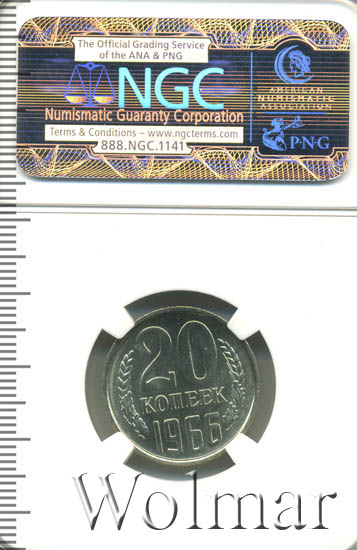 The Official Grading Service
of the ANA & PNG
NGC
Numismatic Guaranty Corporation
Terms & Conditions – www.ngcterms.com
888.NGC.1141
AMERICAN
NUMISMATIC
ASSOCIATION
PNG
20
КОПЕЕК
1966
Wolmar